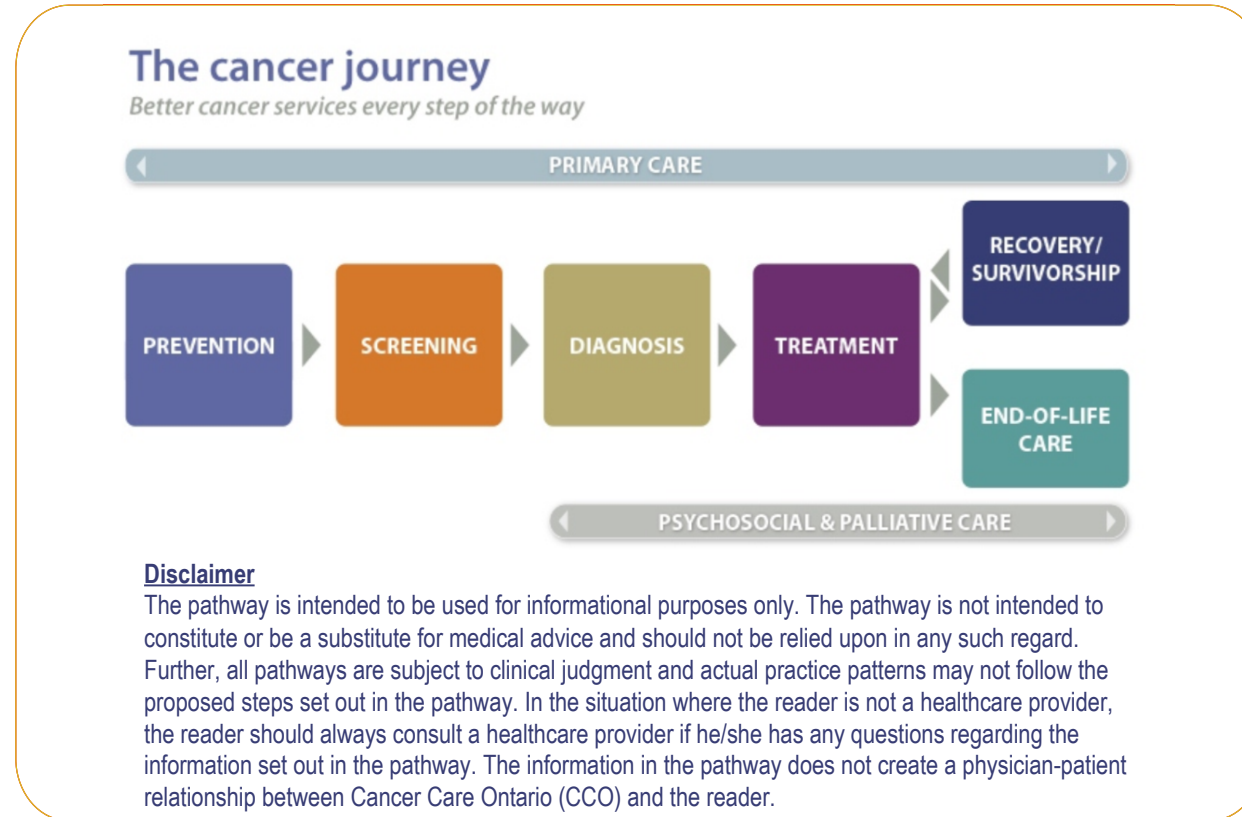 The cancer journey
Better cancer services every step of the way
PRIMARY CARE
PREVENTION
SCREENING
DIAGNOSIS
TREATMENT
RECOVERY/
SURVIVORSHIP
END-OF-LIFE
CARE
PSYCHOSOCIAL & PALLIATIVE CARE
Disclaimer
The pathway is intended to be used for informational purposes only. The pathway is not intended to
constitute or be a substitute for medical advice and should not be relied upon in any such regard.
Further, all pathways are subject to clinical judgment and actual practice patterns may not follow the
proposed steps set out in the pathway. In the situation where the reader is not a healthcare provider,
the reader should always consult a healthcare provider if he/she has any questions regarding the
information set out in the pathway. The information in the pathway does not create a physician-patient
relationship between Cancer Care Ontario (CCO) and the reader.